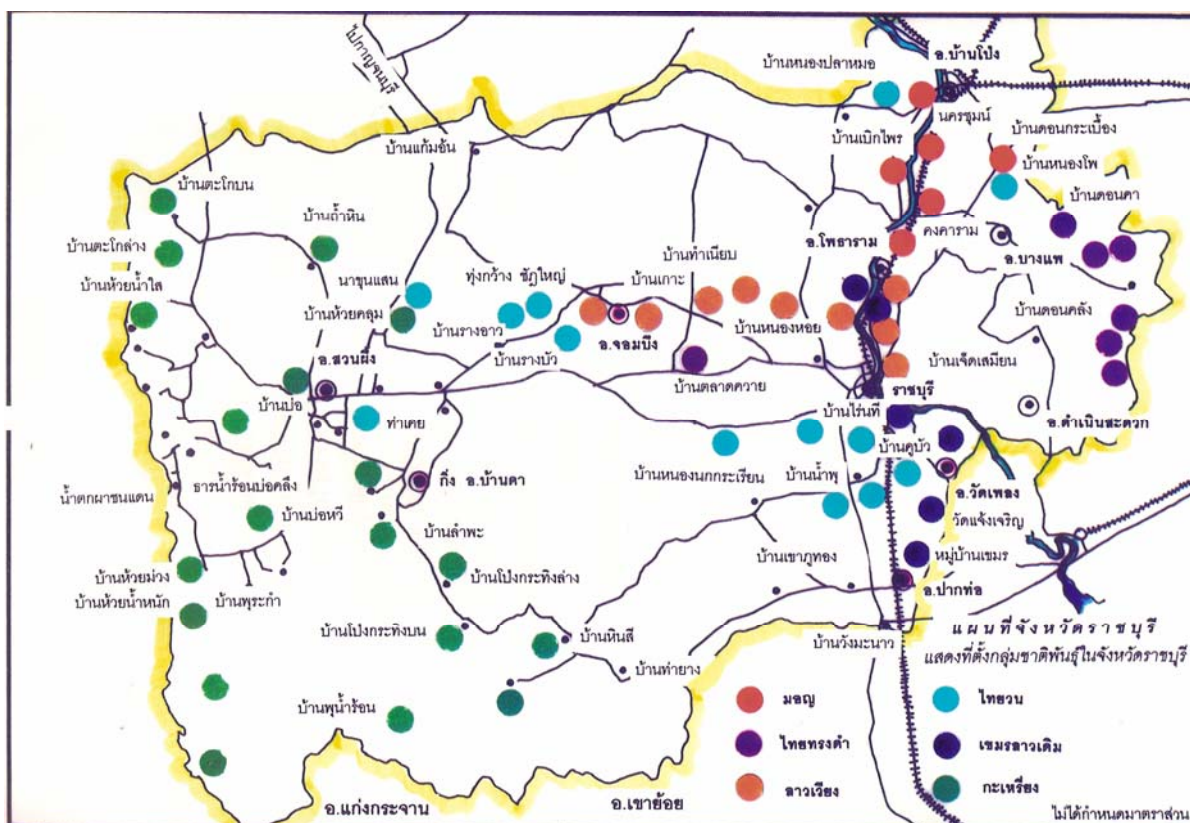 ไปกาญจนบุรี
อ.บ้านโป่ง
บ้านหนองปลาหมอ
นครชุมน์
บ้านเบิกไพร
บ้านดอนกระเบื้อง
บ้านแก้มอ้น
บ้านหนองโพ
บ้านตะโกบน
บ้านดอนคา
บ้านถ้ำหิน
คงคาราม
บ้านตะโกล่าง
อ.โพธาราม
บ้านทำเนียบ
อ.บางแพ
นาขุนแสน
ทุ่งกว้าง
ชัฎใหญ่
บ้านเกาะ
บ้านห้วยน้ำใส
บ้านห้วยคลุม
บ้านดอนคลัง
บ้านรางอาว
บ้านหนองหอย
อ.จอมบึง
บ้านรางบัว
อ.สวนผึ้ง
บ้านเจ็ดเสมียน
บ้านตลาดควาย
ราชบุรี
บ้านบ่อ
บ้านไร่นที
อ.ดำเนินสะดวก
ท่าเคย
บ้านคูบัว
บ้านหนองนกกระเรียน
บ้านน้ำพุ
ธารน้ำร้อนบ่อคลึง
กิ่ง อ.บ้านคา
อ.วัดเพลง
น้ำตกผาชนแดน
บ้านบ่อหวี
วัดแจ้งเจริญ
บ้านลำพะ
บ้านเขาภูทอง
หมู่บ้านเขมร
บ้านห้วยม่วง
บ้านโป่งกระทิงล่าง
อ.ปากท่อ
บ้านห้วยน้ำหนัก
บ้านพุระกำ
แผนที่จังหวัดราชบุรี
บ้านโป่งกระทิงบน
บ้านหินสี
บ้านวังมะนาว
แสดงที่ตั้งกลุ่มชาติพันธุ์ในจังหวัดราชบุรี
บ้านท่ายาง
มอญ
ไทยวน
บ้านพุน้ำร้อน
ไทยทรงดำ
เขมรลาวเดิม
ลาวเวียง
กะเหรี่ยง
อ.แก่งกระจาน
อ.เขาย้อย
ไม่ได้กำหนดมาตราส่วน